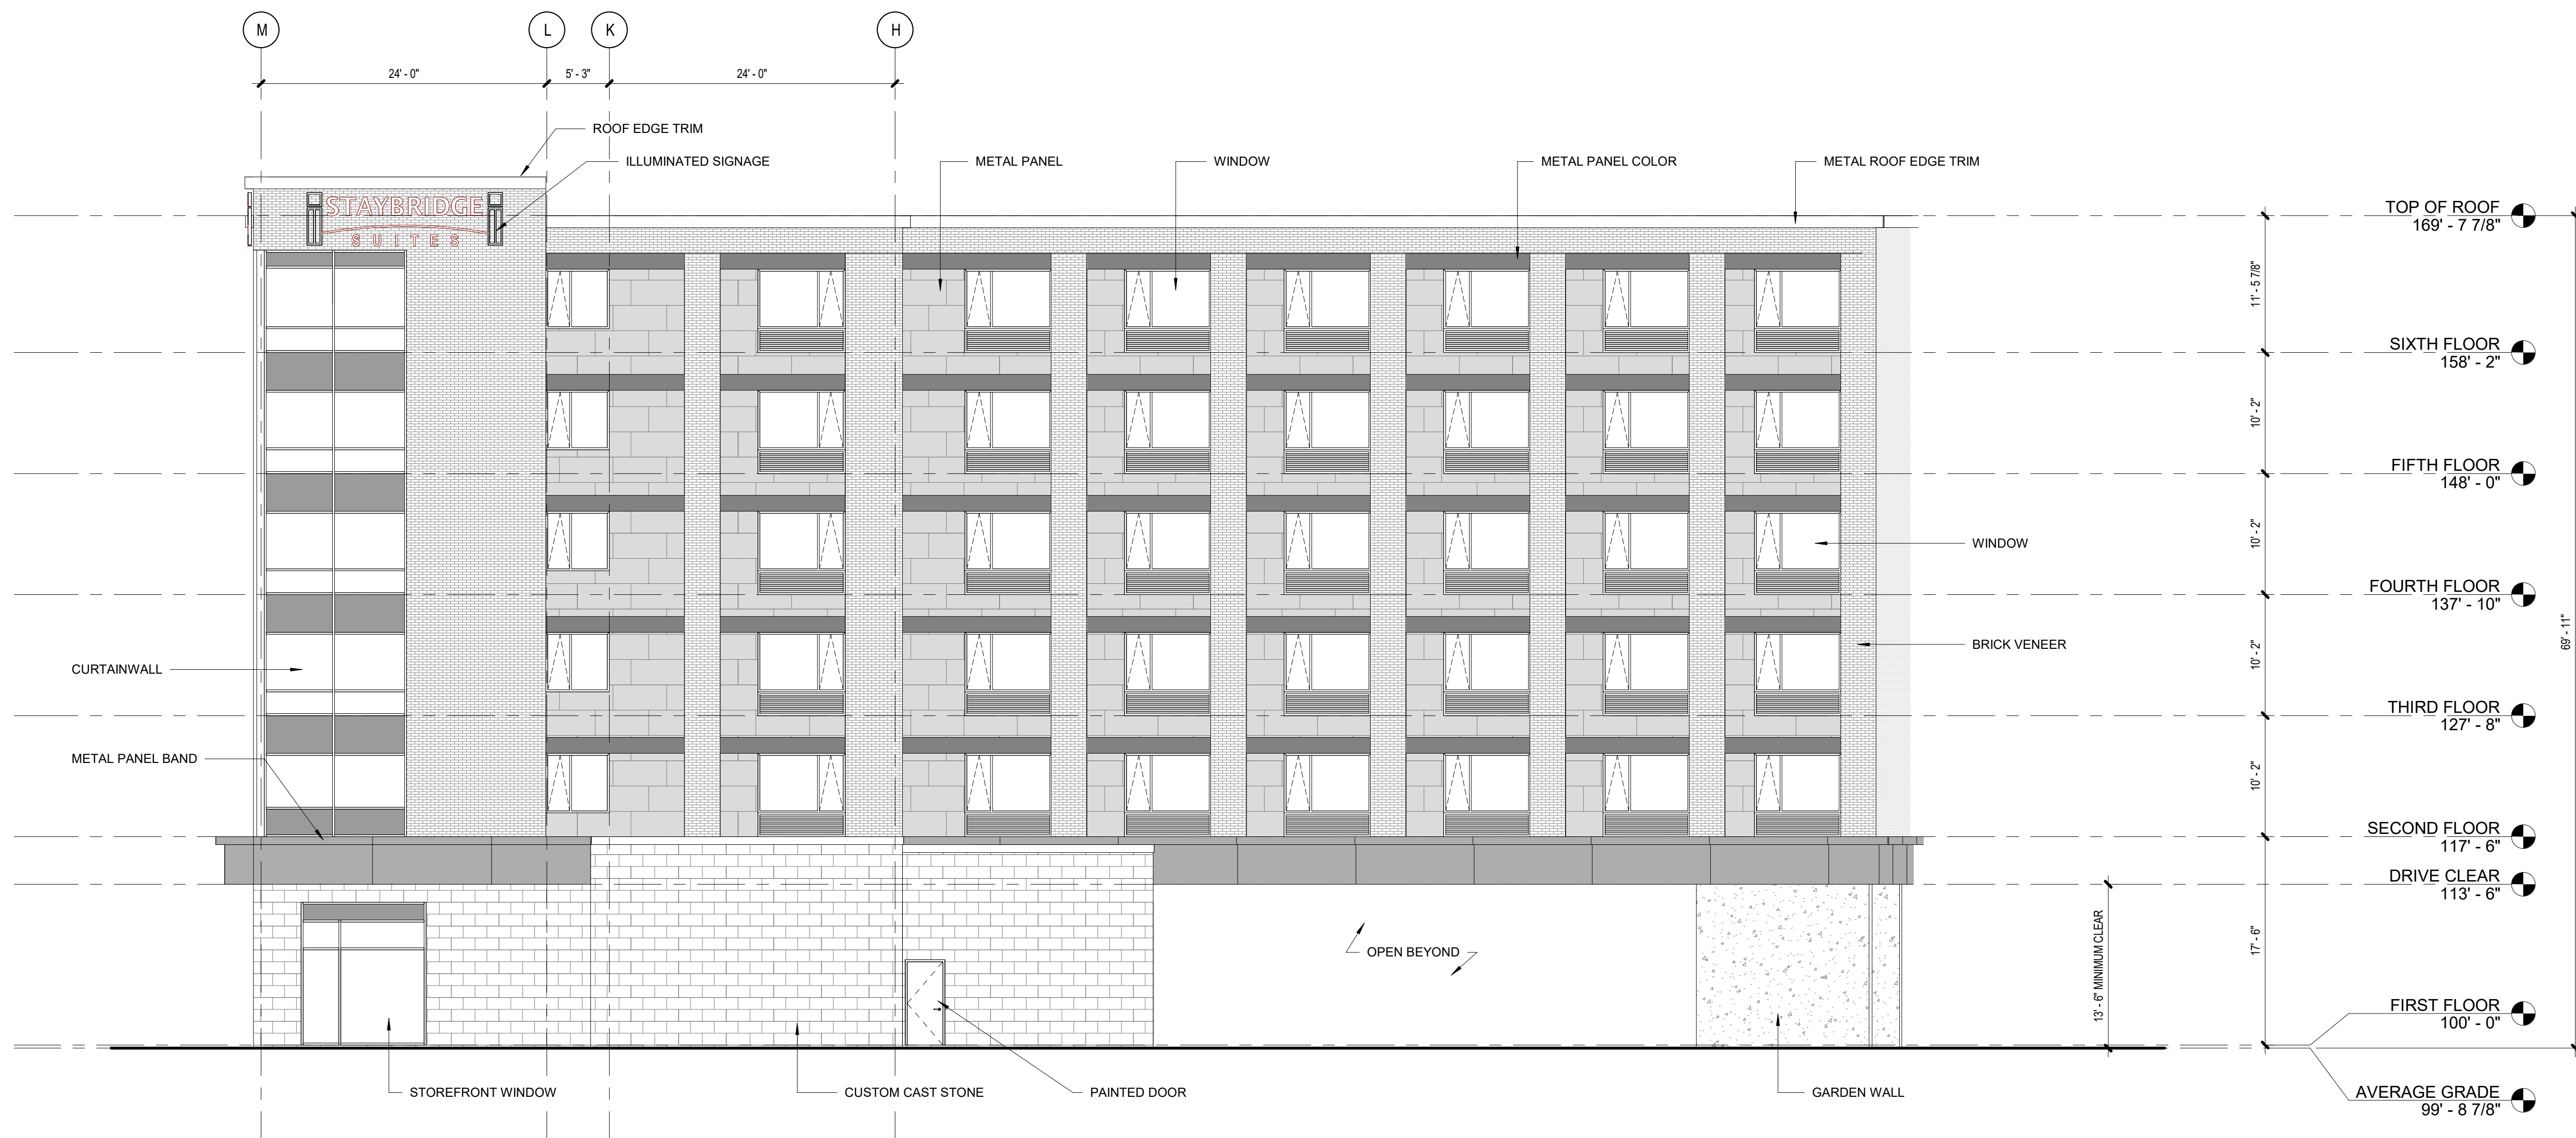 M
L
K
H
24' - 0"
5' - 3"
24' - 0"
ROOF EDGE TRIM
ILLUMINATED SIGNAGE
METAL PANEL
WINDOW
METAL PANEL COLOR
METAL ROOF EDGE TRIM
STAYBRIDGE
SUITES
TOP OF ROOF
169' - 7 7/8"
11' - 5 7/8"
SIXTH FLOOR
158' - 2"
10' - 2"
FIFTH FLOOR
148' - 0"
10' - 2"
WINDOW
FOURTH FLOOR
137' - 10"
69' - 11"
10' - 2"
BRICK VENEER
CURTAINWALL
THIRD FLOOR
127' - 8"
METAL PANEL BAND
10' - 2"
SECOND FLOOR
117' - 6"
DRIVE CLEAR
113' - 6"
OPEN BEYOND
13' - 6" MINIMUM CLEAR
17' - 6"
FIRST FLOOR
100' - 0"
STOREFRONT WINDOW
CUSTOM CAST STONE
PAINTED DOOR
GARDEN WALL
AVERAGE GRADE
99' - 8 7/8"